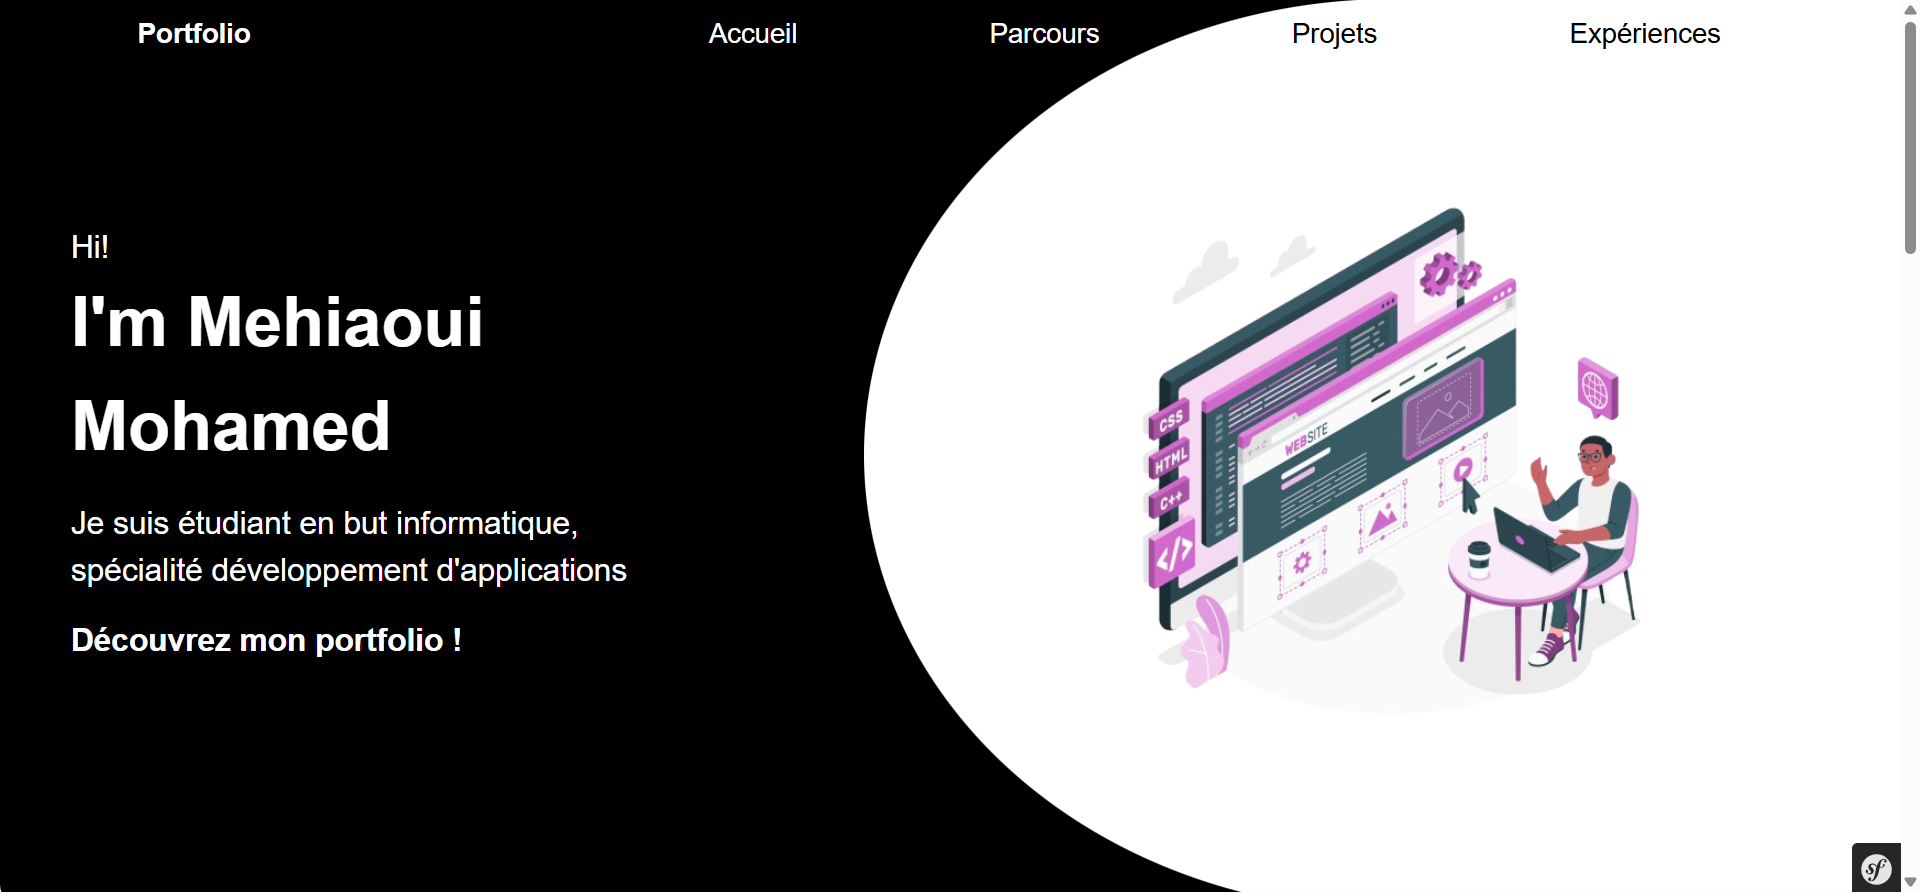 Portfolio Accueil Parcours Projets Expériences
Hi!
I'm Mehiaoui
Mohamed
Je suis étudiant en but informatique,
spécialité développement d'applications
Découvrez mon portfolio !
CSS
HTML
C++
</>
WEBSITE
sf